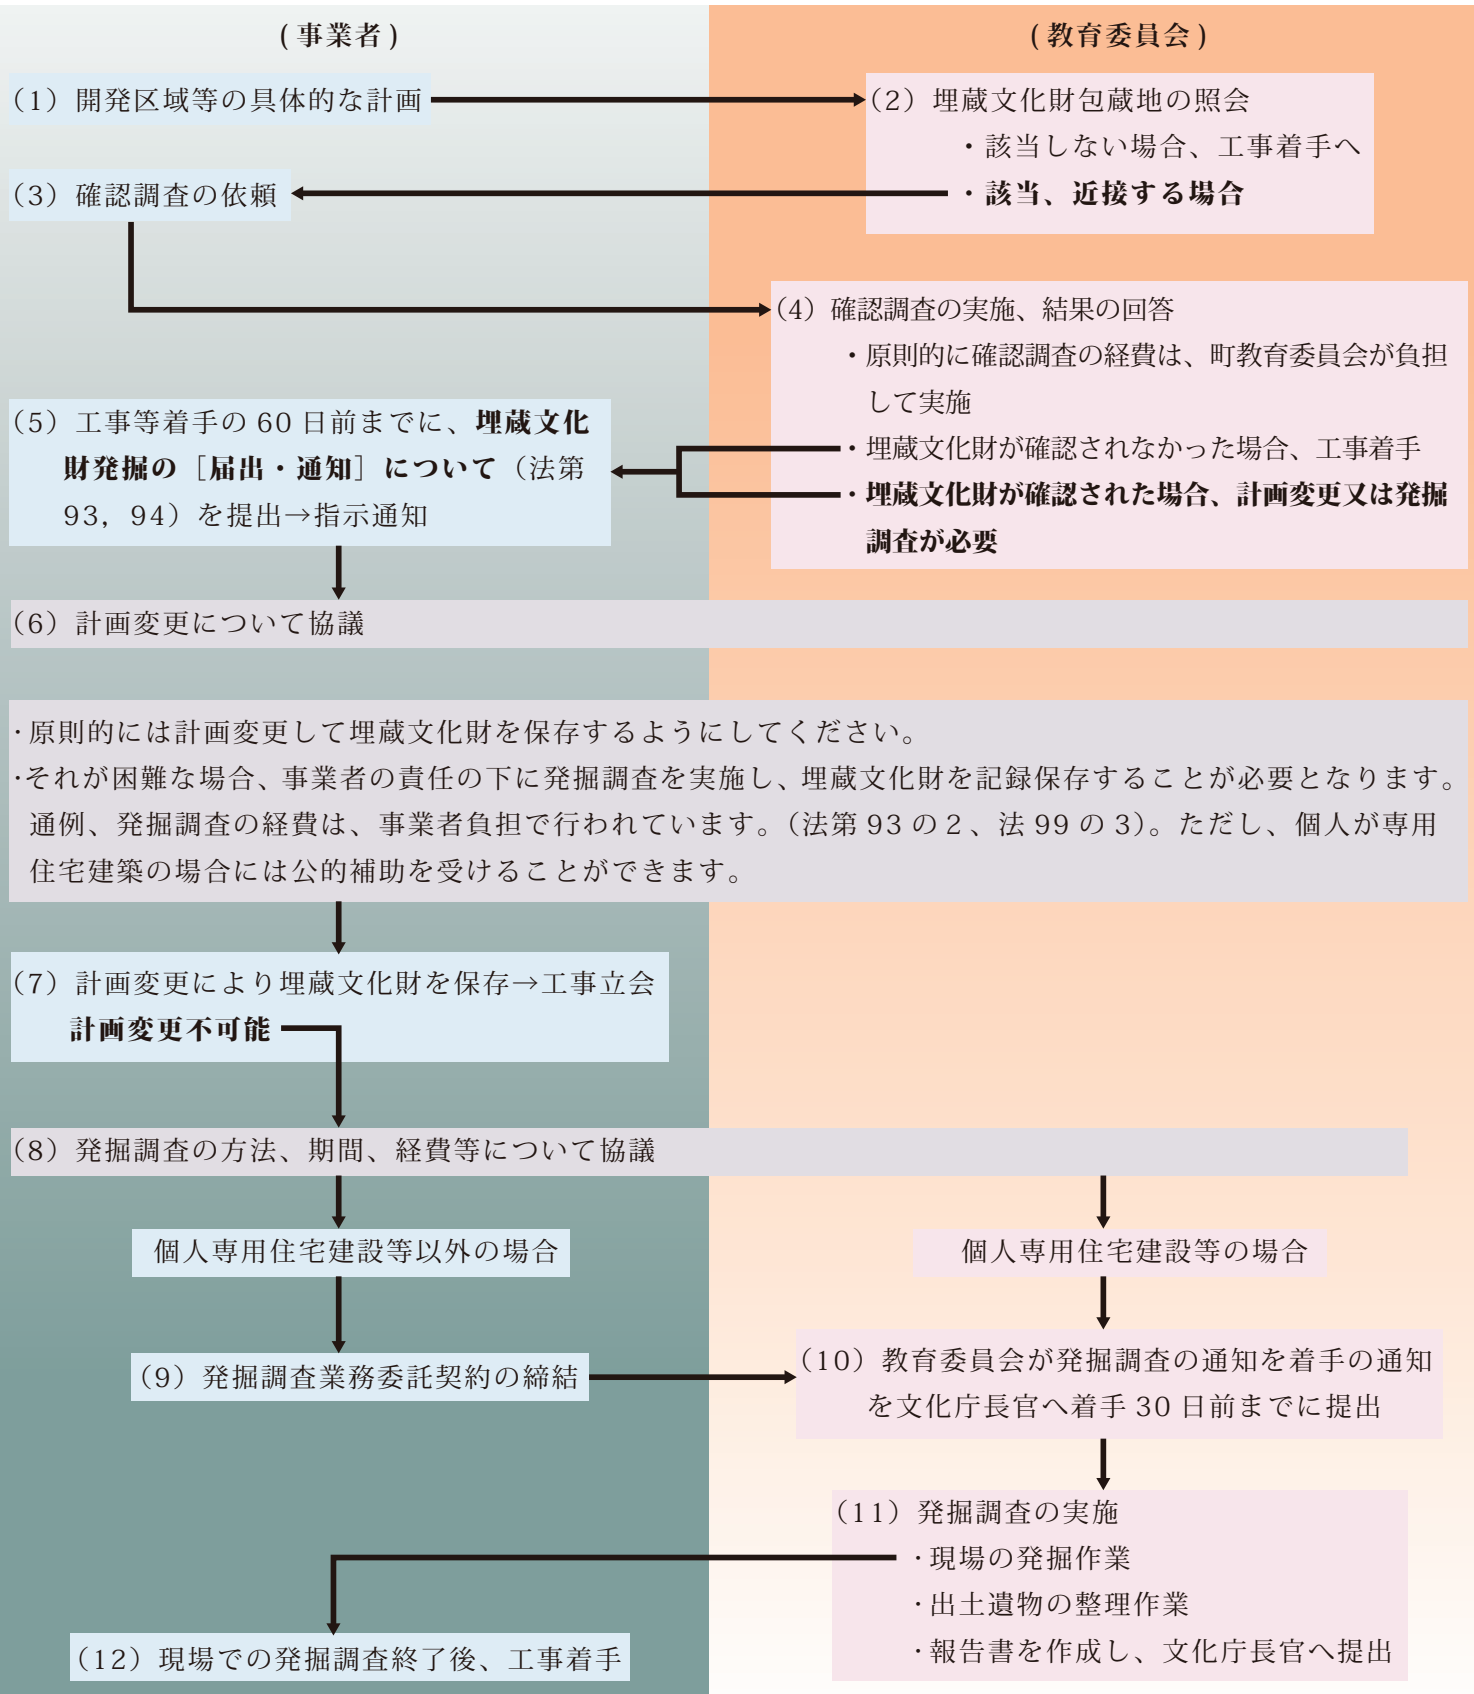 (事業者)
(教育委員会)
（1）開発区域等の具体的な計画
（2）埋蔵文化財包蔵地の照会
・該当しない場合、工事着手へ
・該当、近接する場合
（3）確認調査の依頼
（4）確認調査の実施、結果の回答
・原則的に確認調査の経費は、町教育委員会が負担
して実施
・埋蔵文化財が確認されなかった場合、工事着手
・埋蔵文化財が確認された場合、計画変更又は発掘
調査が必要
（5）工事等着手の 60 日前までに、埋蔵文化
財発掘の［届出・通知］について（法第
93，94）を提出→指示通知
（6）計画変更について協議
・原則的には計画変更して埋蔵文化財を保存するようにしてください。
・それが困難な場合、事業者の責任の下に発掘調査を実施し、埋蔵文化財を記録保存することが必要となります。
通例、発掘調査の経費は、事業者負担で行われています。（法第 93 の 2 、法 99 の 3）。ただし、個人が専用
住宅建築の場合には公的補助を受けることができます。
（7）計画変更により埋蔵文化財を保存→工事立会
計画変更不可能
（8）発掘調査の方法、期間、経費等について協議
個人専用住宅建設等以外の場合
個人専用住宅建設等の場合
（9）発掘調査業務委託契約の締結
（10）教育委員会が発掘調査の通知を着手の通知
を文化庁長官へ着手 30 日前までに提出
（11）発掘調査の実施
・現場の発掘作業
・出土遺物の整理作業
・報告書を作成し、文化庁長官へ提出
（12）現場での発掘調査終了後、工事着手